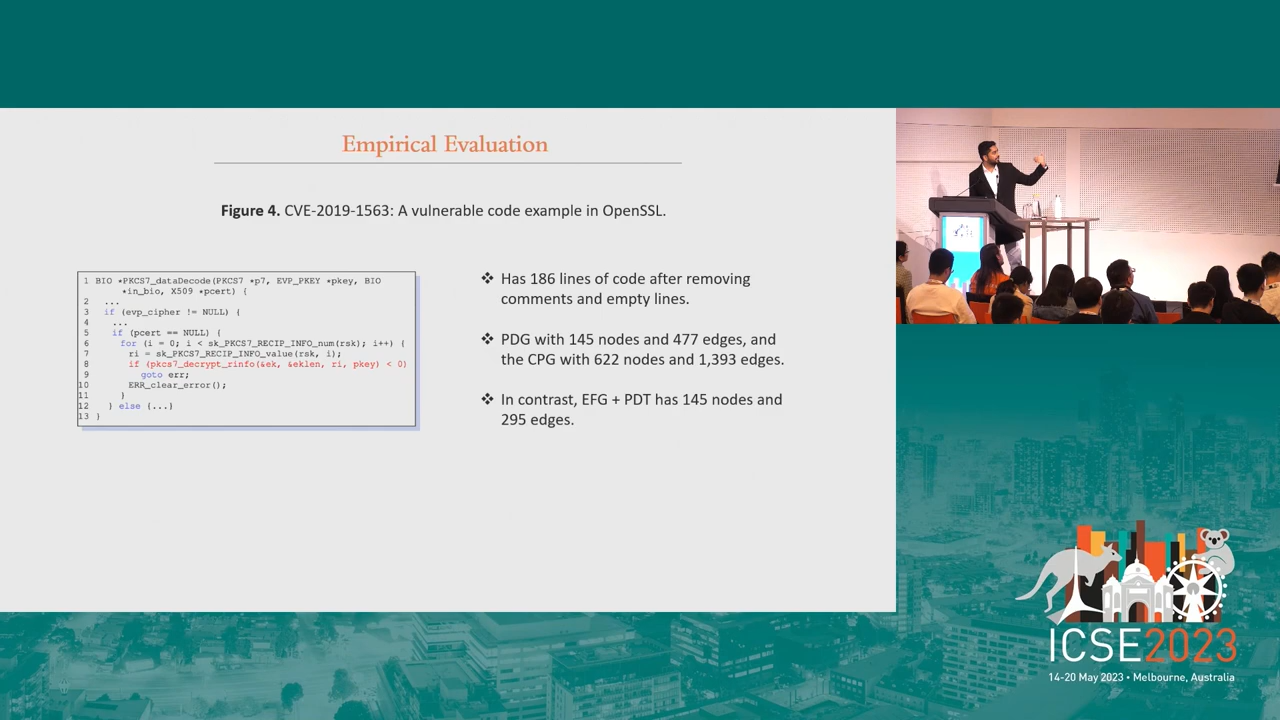 Empirical Evaluation
Figure 4. CVE-2019-1563: A vulnerable code example in OpenSSL.
1 BIO *PKCS7_dataDecode(PKCS7 *p7, EVP_PKEY *pkey, BIO
*in_bio, X509 *pcert) {
2 ...
3 if (evp_cipher != NULL) {
4 ...
5 if (pcert == NULL) {
6 for (i = 0; i < sk_PKCS7_RECIP_INFO_num(rsk); i++) {
7 ri = sk_PKCS7_RECIP_INFO_value(rsk, i);
8 if (pkcs7_decrypt_rinfo(&ek, &eklen, ri, pkey) < 0)
9 goto err;
10 ERR_clear_error();
11 }
12 } else {...}
13 }
❖ Has 186 lines of code after removing
comments and empty lines.
❖ PDG with 145 nodes and 477 edges, and
the CPG with 622 nodes and 1,393 edges.
❖ In contrast, EFG + PDT has 145 nodes and
295 edges.
ICSE2023
14-20 May 2023 • Melbourne, Australia